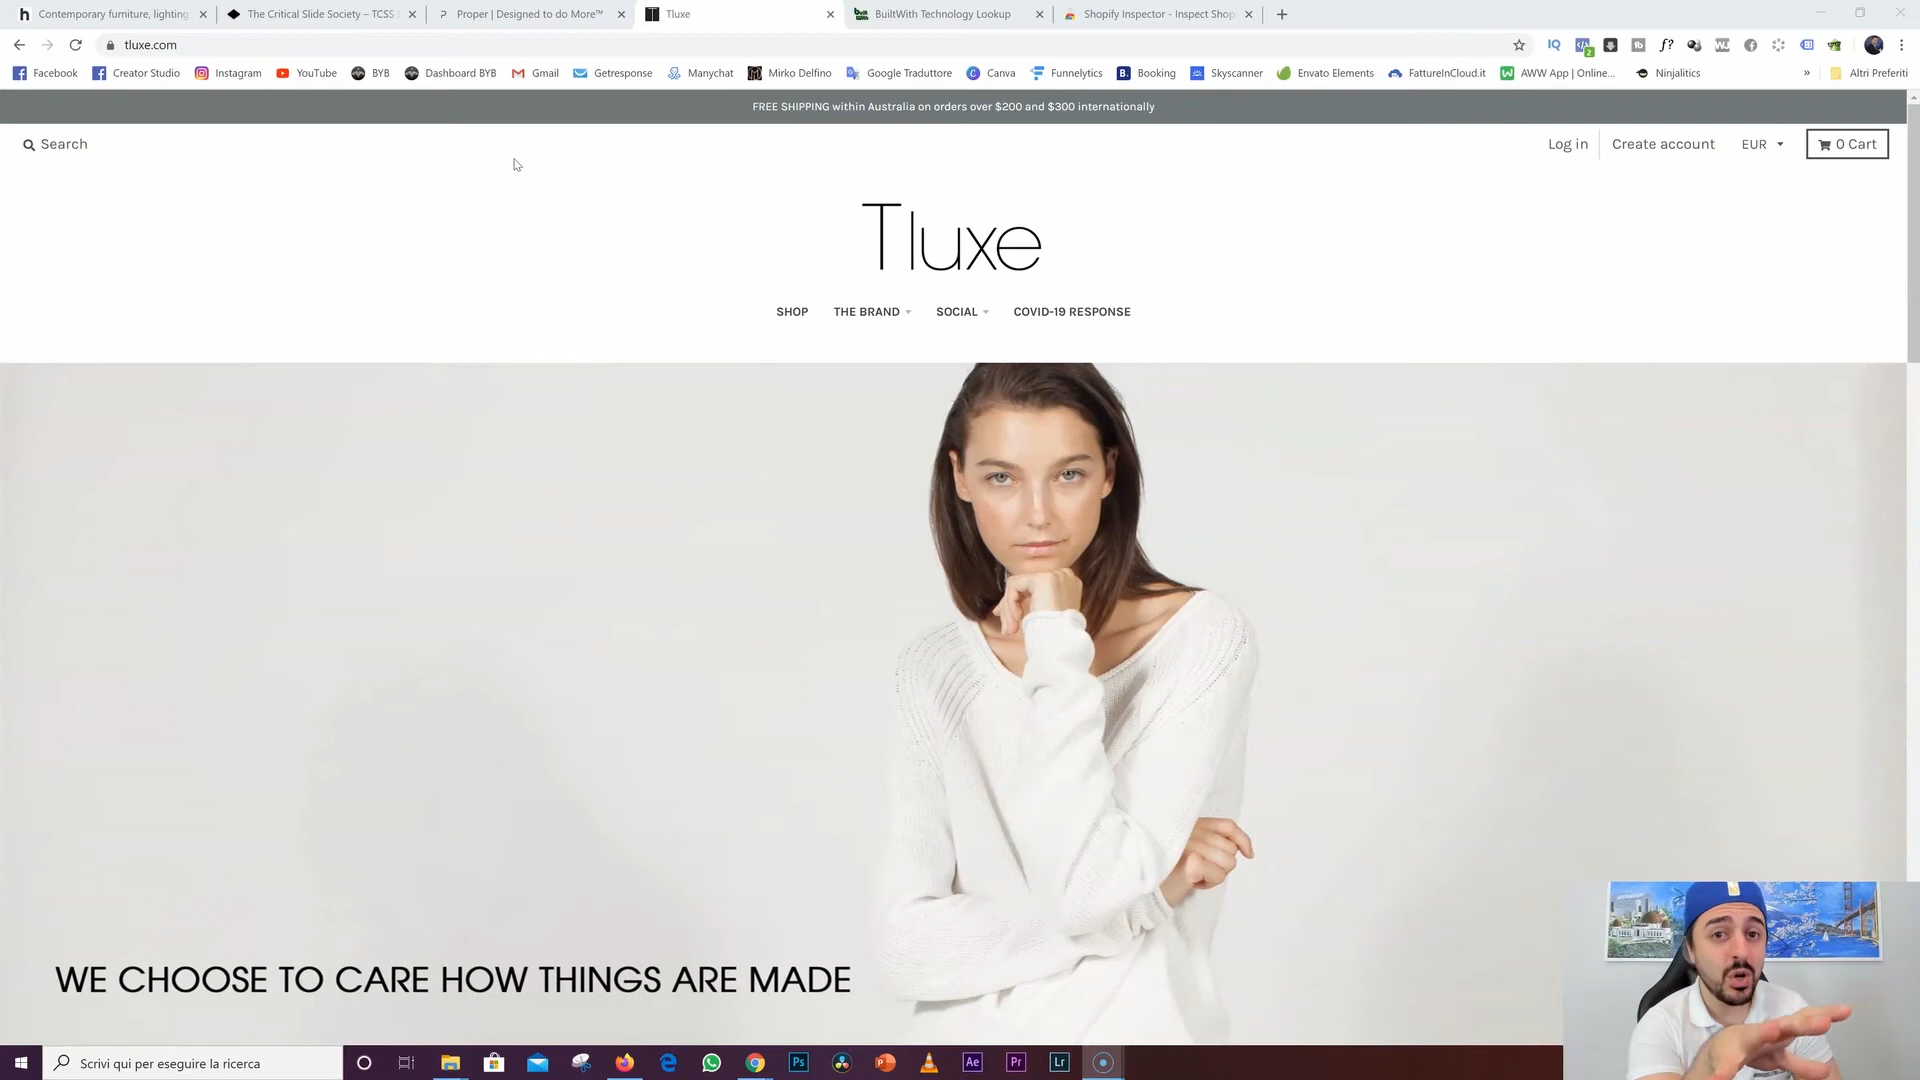 Contemporary furniture, lighting
The Critical Slide Society – TCSS
Proper | Designed to do More™
Tluxe
BuiltWith Technology Lookup
Shopify Inspector - Inspect Shop
tluxe.com
Facebook
Creator Studio
Instagram
YouTube
BYB
Dashboard BYB
Gmail
Getresponse
Manychat
Mirko Delfino
Google Traduttore
Canva
Funnelytics
Booking
Skyscanner
Envato Elements
FattureInCloud.it
AWW App | Online...
Ninjalitics
»
Altri Preferiti
FREE SHIPPING within Australia on orders over $200 and $300 internationally
Search
Log in
Create account
EUR
0 Cart
Tluxe
SHOP
THE BRAND
SOCIAL
COVID-19 RESPONSE
WE CHOOSE TO CARE HOW THINGS ARE MADE
Scrivi qui per eseguire la ricerca
Ps
Ae
Pr
Lr